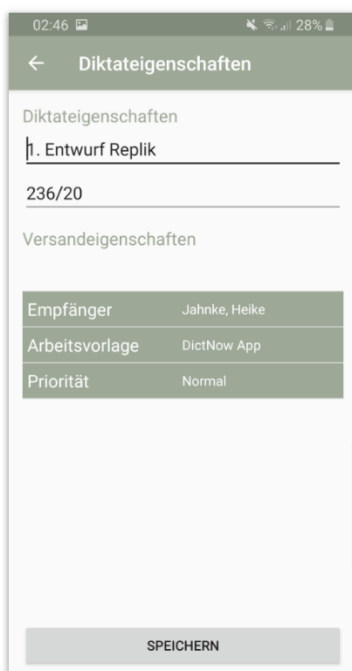 02:46 28%
Diktateigenschaften
Diktateigenschaften
1. Entwurf Replik
236/20
Versandeigenschaften
Empfänger Jahnke, Heike
Arbeitsvorlage DictNow App
Priorität Normal
SPEICHERN